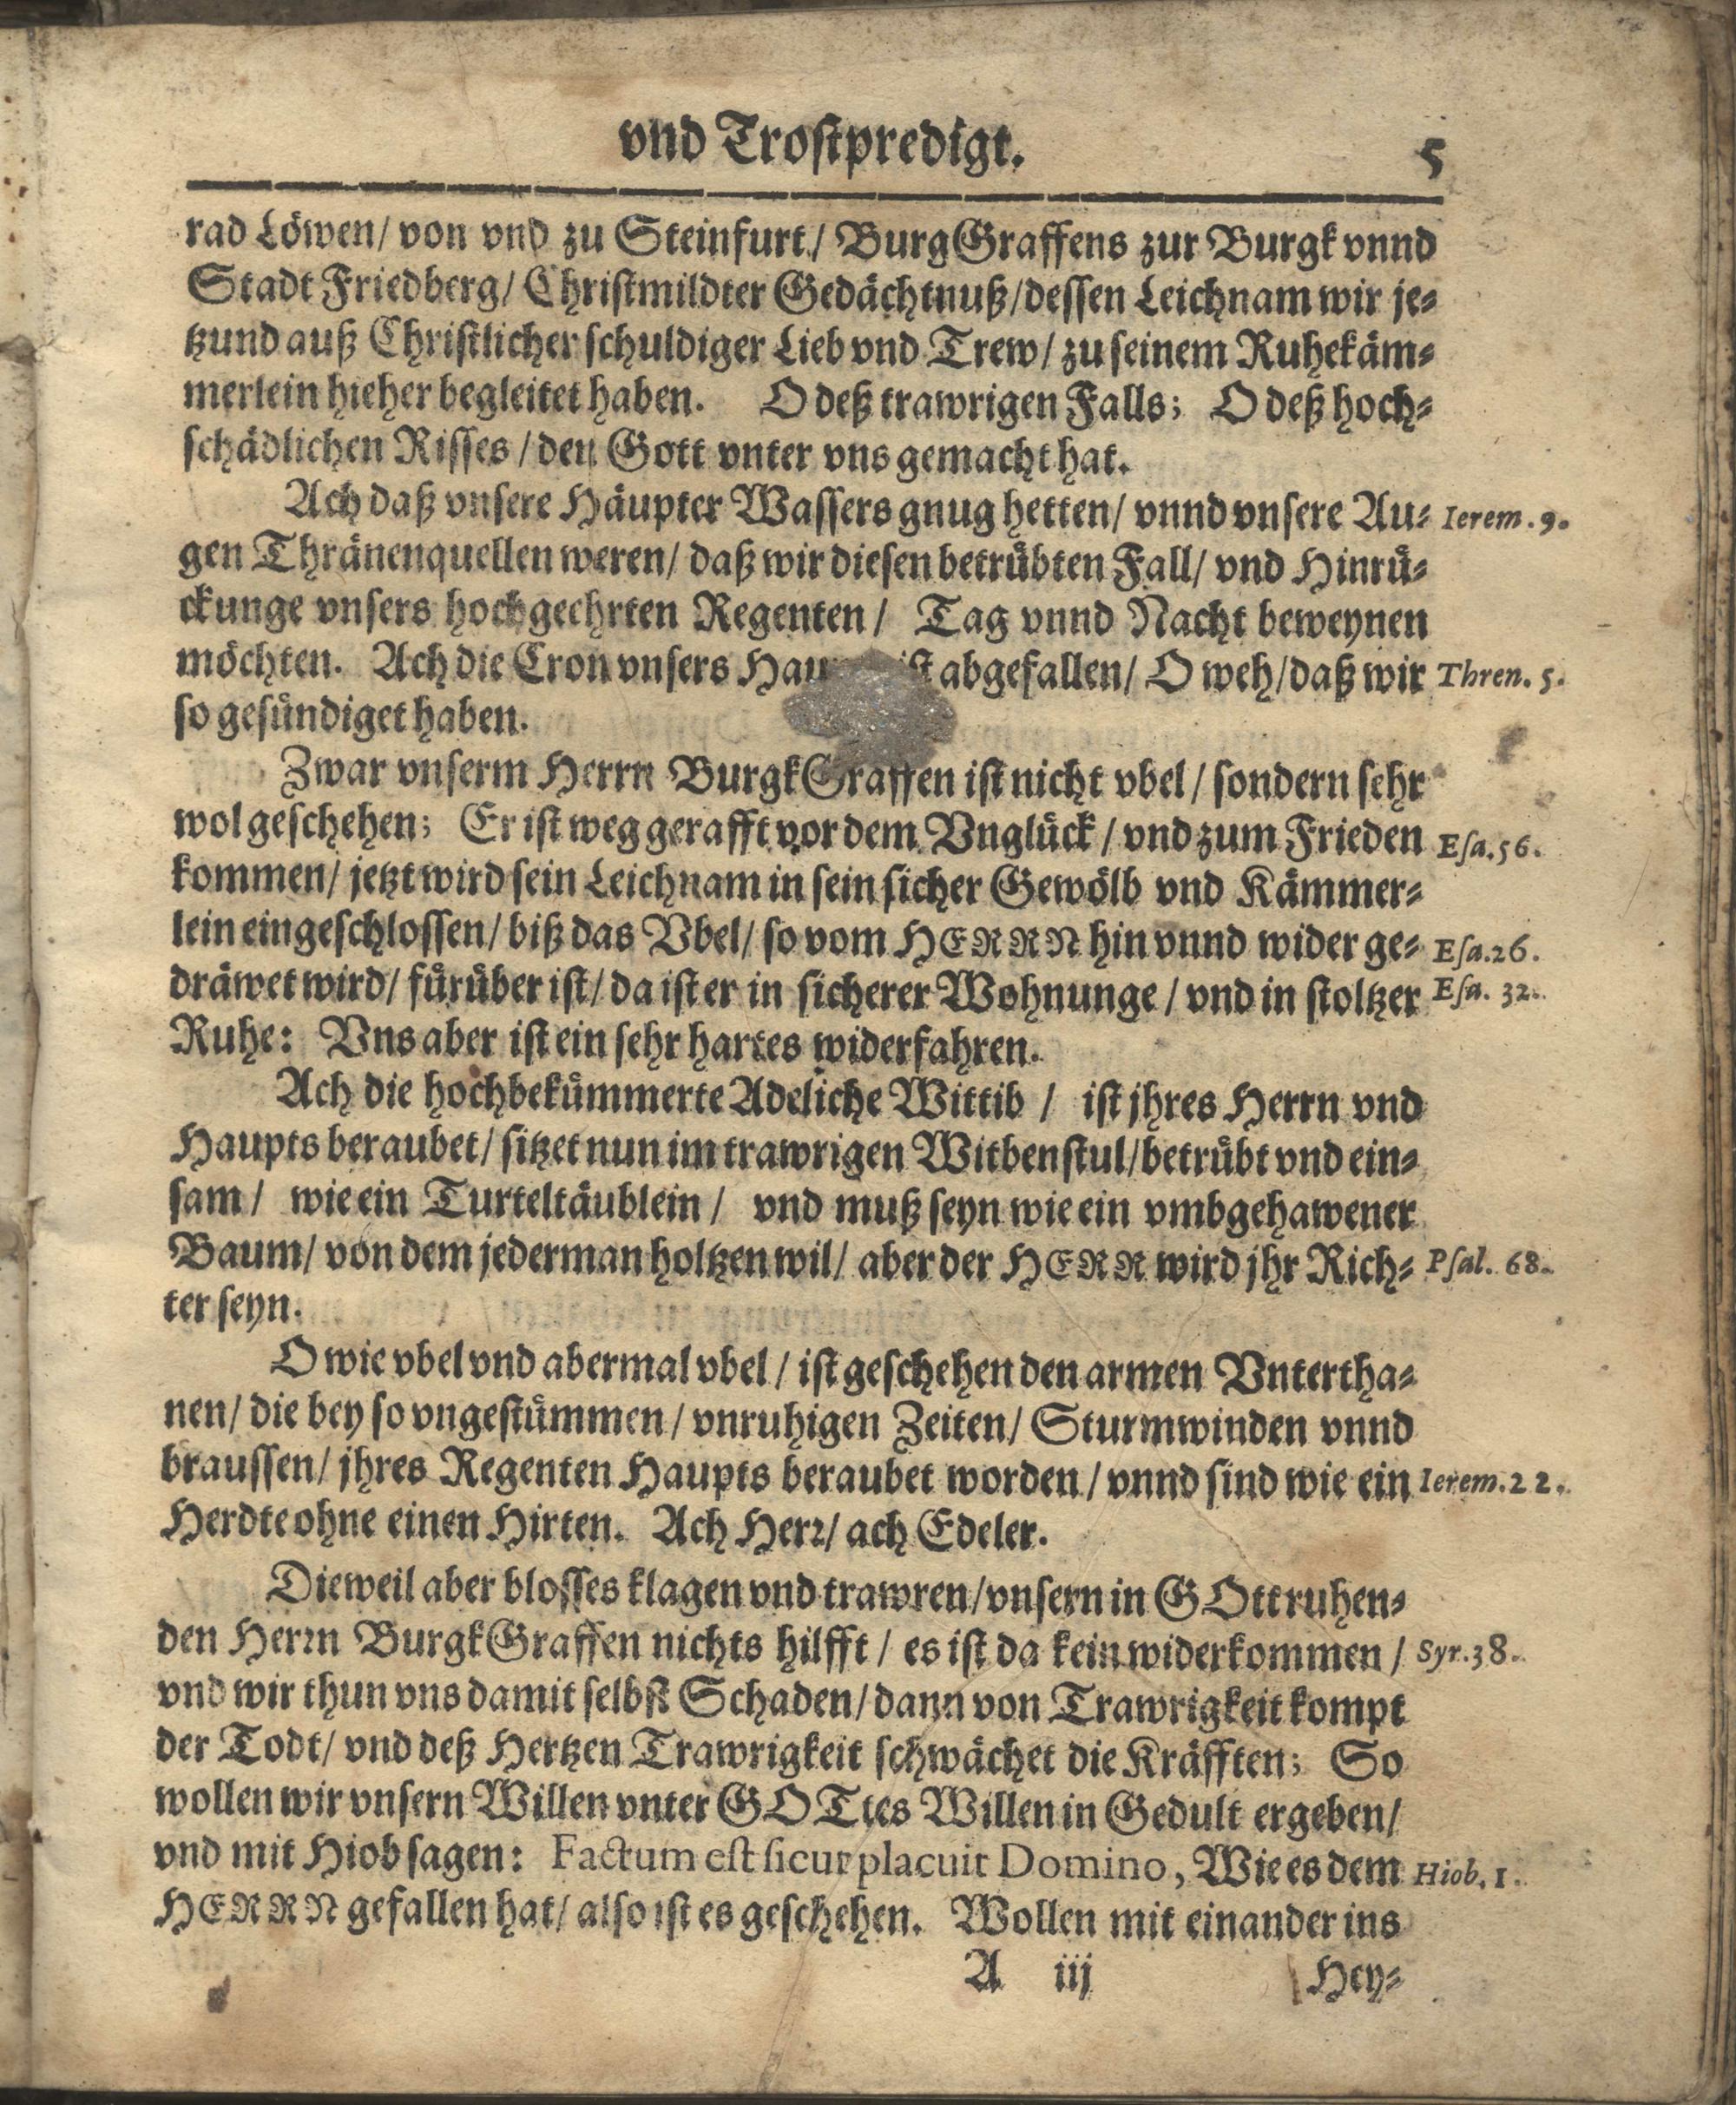 vnd Trostpredigt.
5
rad Löwen/ von vnd zu Steinfurt/ BurgGraffens zur Burgk vnnd
Stadt Friedberg/ Christmildter Gedächtnuß/ dessen Leichnam wir je-
tzund auß Christlicher schuldiger Lieb vnd Trew/ zu seinem Ruhekäm-
merlein hieher begleitet haben. O deß trawrigen Falls; O deß hoch-
schädlichen Risses/ den Gott vnter vns gemacht hat.
Ach daß vnsere Häupter Wassers gnug hetten/ vnnd vnsere Au- Ierem. 9.
gen Thränenquellen weren/ daß wir diesen betrübten Fall/ vnd Hinrü-
ckunge vnsers hochgeehrten Regenten/ Tag vnnd Nacht beweynen
möchten. Ach die Cron vnsers ist abgefallen/ O weh/ daß wir Thren. 5.
so gesündiget haben.
Zwar vnserm Herrn BurgkGraffen ist nicht vbel/ sondern sehr
wol geschehen; Er ist weg gerafft vor dem Vnglück/ vnd zum Frieden Esa. 56.
kommen/ jetzt wird sein Leichnam in sein sicher Gewölb vnd Kämmer-
lein eingeschlossen/ biß das Vbel/ so vom HERRN hin vnnd wider ge- Esa. 26.
dräwet wird/ fürüber ist/ da ist er in sicherer Wohnunge/ vnd in stoltzer Esa. 32.
Ruhe: Vns aber ist ein sehr hartes widerfahren.
Ach die hochbekümmerte Adeliche Wittib/ ist jhres Herrn vnd
Haupts beraubet/ sitzet nun im trawrigen Witbenstul/ betrübt vnd ein-
sam/ wie ein Turteltäublein/ vnd muß seyn wie ein vmbgehawener
Baum/ von dem jederman holtzen wil/ aber der HERR wird jhr Rich- Psal. 68.
ter seyn.
O wie vbel vnd abermal vbel/ ist geschehen den armen Vntertha-
nen/ die bey so vngestümmen/ vnruhigen Zeiten/ Sturmwinden vnnd
braussen/ jhres Regenten Haupts beraubet worden/ vnnd sind wie ein Ierem. 22.
Herdte ohne einen Hirten. Ach Herr/ ach Edeler.
Dieweil aber blosses klagen vnd trawren/ vnsern in GOtt ruhen-
den Herrn BurgkGraffen nichts hilfft/ es ist da kein widerkommen/ Syr. 38.
vnd wir thun vns damit selbst Schaden/ dann von Trawrigkeit kompt
der Todt/ vnd deß Hertzen Trawrigkeit schwächet die Kräfften; So
wollen wir vnsern Willen vnter GOTtes Willen in Gedult ergeben/
vnd mit Hiob sagen: Factum est sicut placuit Domino, Wie es dem Hiob. 1.
HERRN gefallen hat/ also ist es geschehen. Wollen mit einander ins
A iij Hey-